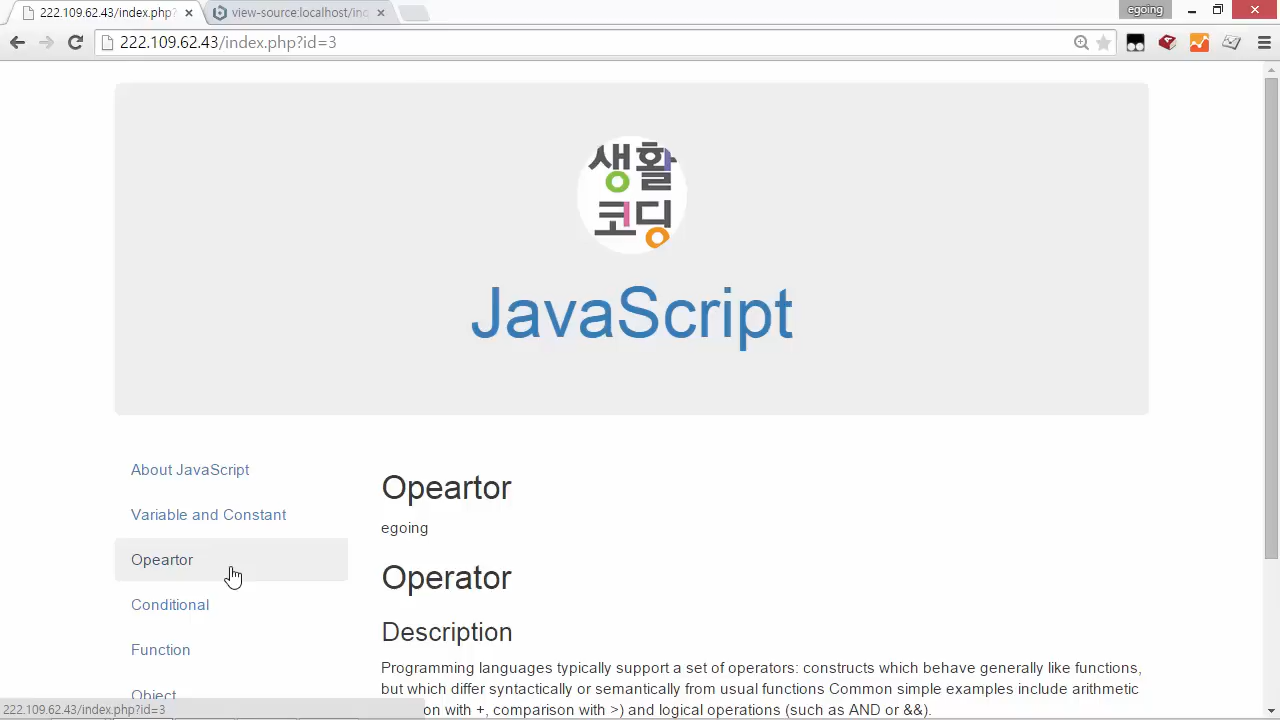 222.109.62.43/index.php?
view-source:localhost/in
egoing
222.109.62.43/index.php?id=3
생활
코딩
JavaScript
About JavaScript
Variable and Constant
Opeartor
Conditional
Function
Object
Opeartor
egoing
Operator
Description
Programming languages typically support a set of operators: constructs which behave generally like functions,
but which differ syntactically or semantically from usual functions Common simple examples include arithmetic
on with +, comparison with >) and logical operations (such as AND or &&).
222.109.62.43/index.php?id=3